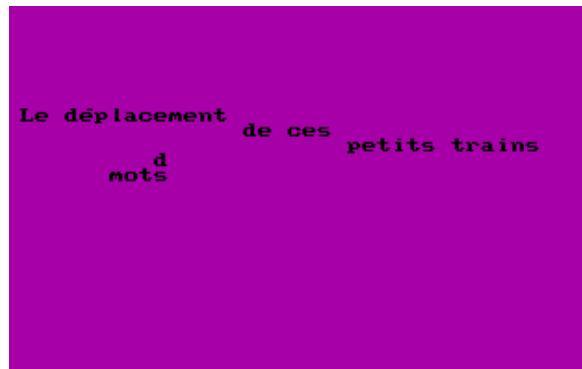 Le déplacement
de ces
petits trains
d
mots